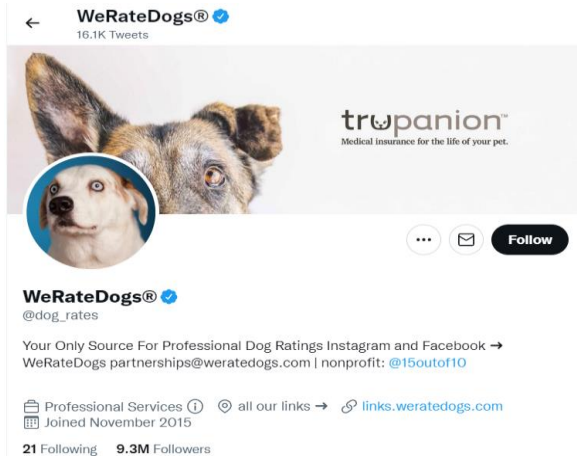 WeRateDogs®
16.1K Tweets
trupanion™
Medical insurance for the life of your pet.
Follow
WeRateDogs®
@dog_rates
Your Only Source For Professional Dog Ratings Instagram and Facebook →
WeRateDogs partnerships@weratedogs.com | nonprofit: @15outof10
Professional Services all our links → links.weratedogs.com
Joined November 2015
21 Following 9.3M Followers